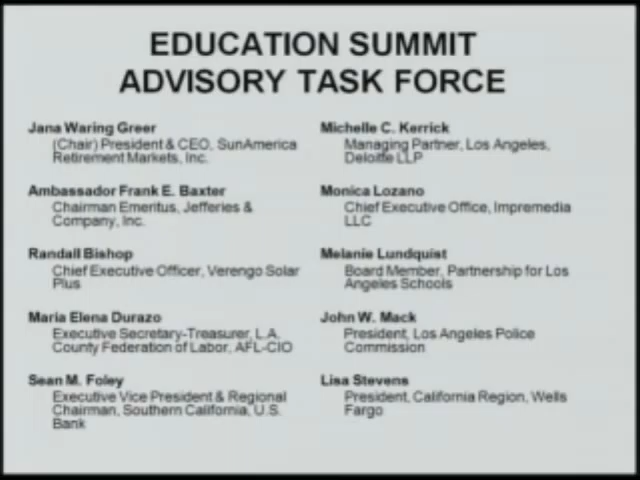 EDUCATION SUMMIT
ADVISORY TASK FORCE
Jana Waring Greer
(Chair) President & CEO, SunAmerica
Retirement Markets, Inc.
Ambassador Frank E. Baxter
Chairman Emeritus, Jefferies &
Company, Inc.
Randall Bishop
Chief Executive Officer, Verengo Solar
Plus
Maria Elena Durazo
Executive Secretary-Treasurer, L.A.
County Federation of Labor, AFL-CIO
Sean M. Foley
Executive Vice President & Regional
Chairman, Southern California, U.S.
Bank
Michelle C. Kerrick
Managing Partner, Los Angeles,
Deloitte LLP
Monica Lozano
Chief Executive Office, Impremedia
LLC
Melanie Lundquist
Board Member, Partnership for Los
Angeles Schools
John W. Mack
President, Los Angeles Police
Commission
Lisa Stevens
President, California Region, Wells
Fargo